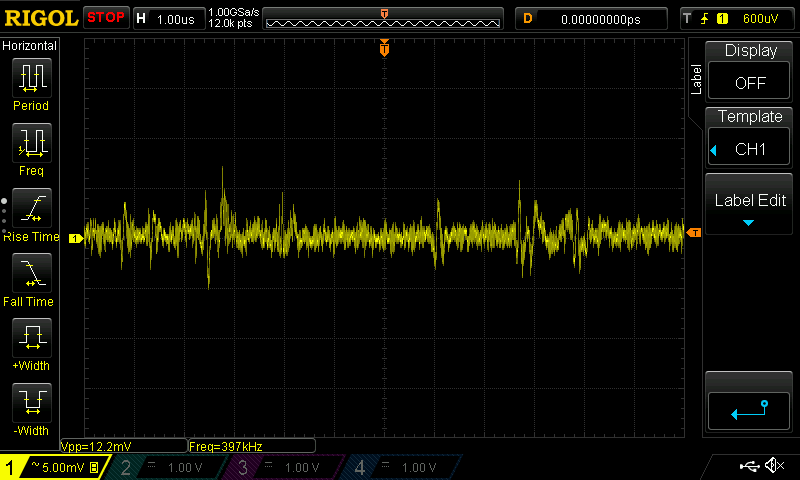 RIGOL STOP H 1.00us 1.00GSa/s 12.0k pts T D 0.00000000ps T 1 600uV
Horizontal
Period
Freq
Rise Time
Fall Time
+Width
-Width
T
1
T
Label
Display
OFF
Template
CH1
Label Edit
Vpp=12.2mV Freq=397kHz
1 ~ 5.00mV B 2 1.00 V 3 1.00 V 4 1.00 V